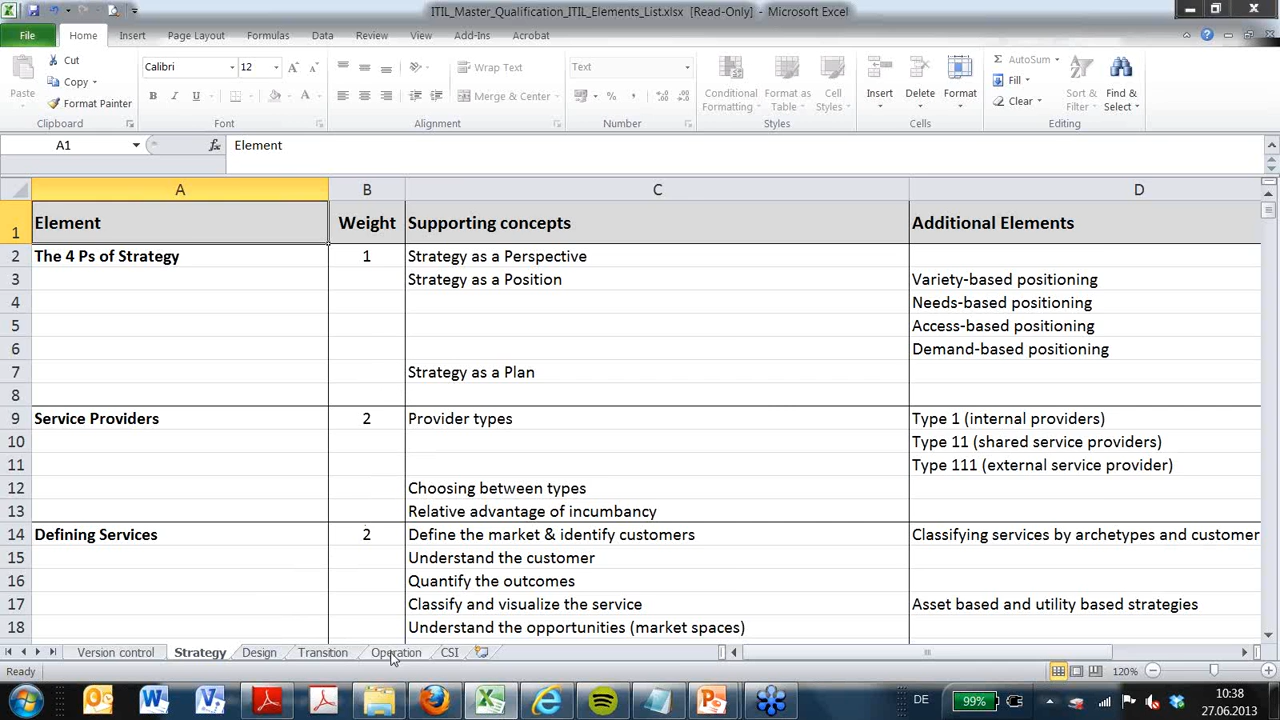 ITIL_Master_Qualification_ITIL_Elements_List.xlsx [Read-Only] - Microsoft Excel
File Home Insert Page Layout Formulas Data Review View Add-Ins Acrobat
Paste
Cut
Copy
Format Painter
Clipboard
Calibri 12
B I U
A
Font
Wrap Text
Merge & Center
Alignment
Text
%
Number
Conditional Formatting
Format as Table
Cell Styles
Styles
Insert
Delete
Format
Cells
AutoSum
Fill
Clear
Sort & Filter
Find & Select
Editing
A1 fx Element
A B C D
1 Element Weight Supporting concepts Additional Elements
2 The 4 Ps of Strategy 1 Strategy as a Perspective
3 Strategy as a Position Variety-based positioning
4 Needs-based positioning
5 Access-based positioning
6 Demand-based positioning
7 Strategy as a Plan
8
9 Service Providers 2 Provider types Type 1 (internal providers)
10 Type 11 (shared service providers)
11 Type 111 (external service provider)
12 Choosing between types
13 Relative advantage of incumbancy
14 Defining Services 2 Define the market & identify customers Classifying services by archetypes and customer
15 Understand the customer
16 Quantify the outcomes
17 Classify and visualize the service Asset based and utility based strategies
18 Understand the opportunities (market spaces)
Version control Strategy Design Transition Operation CSI
Ready 120%
DE 99% 10:38
27.06.2013